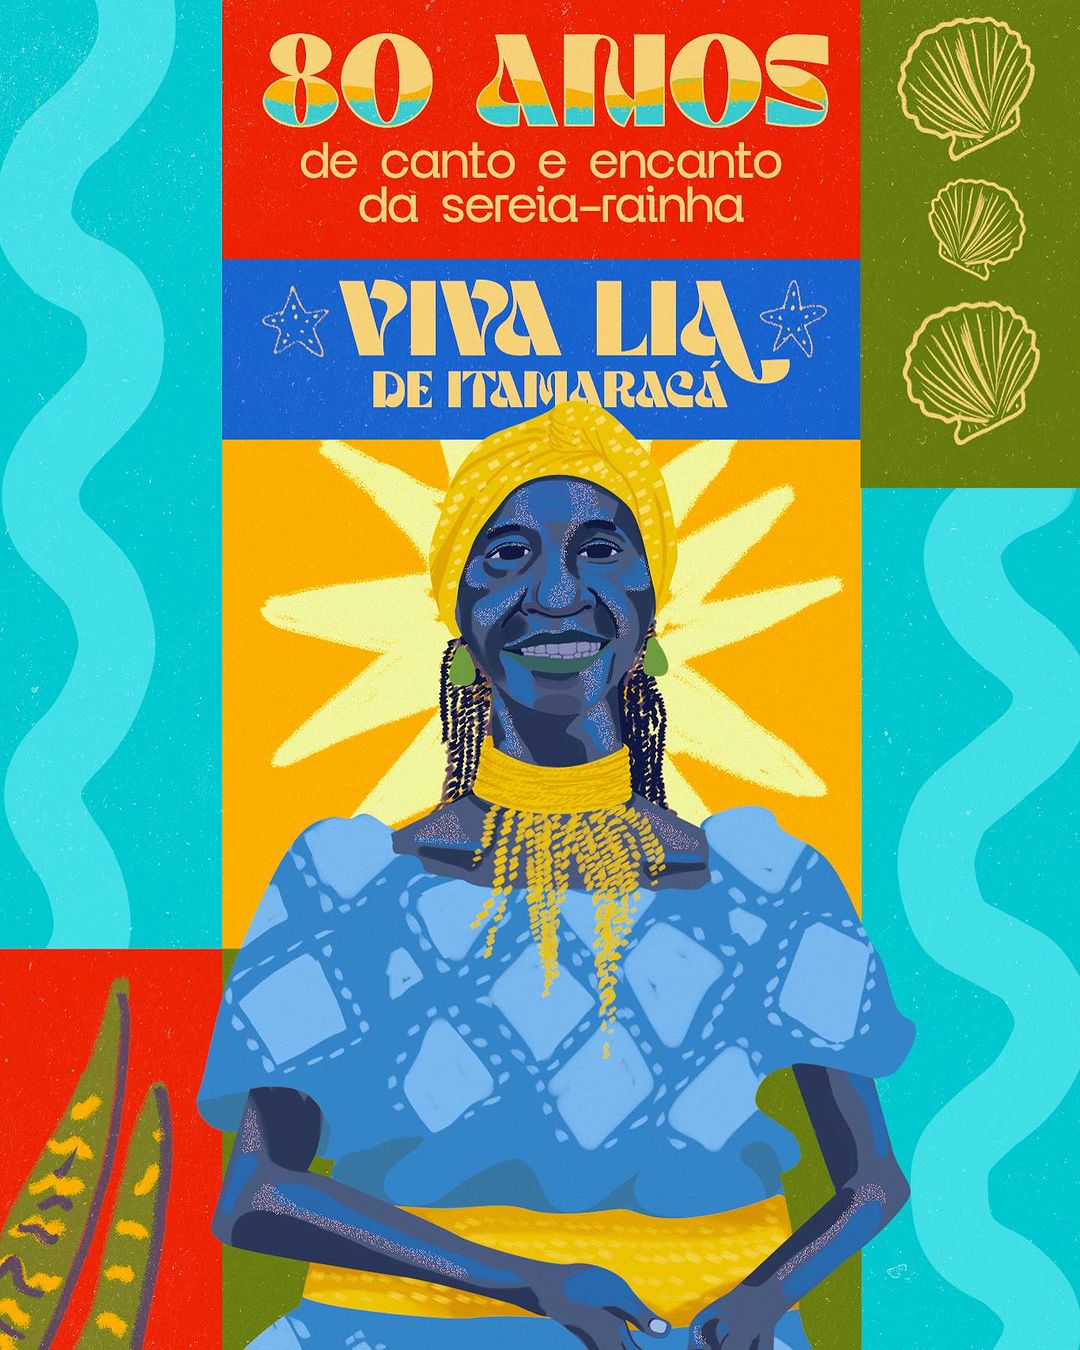 80 ANOS
de canto e encanto
da sereia-rainha
VIVA LIA
DE ITAMARACÁ